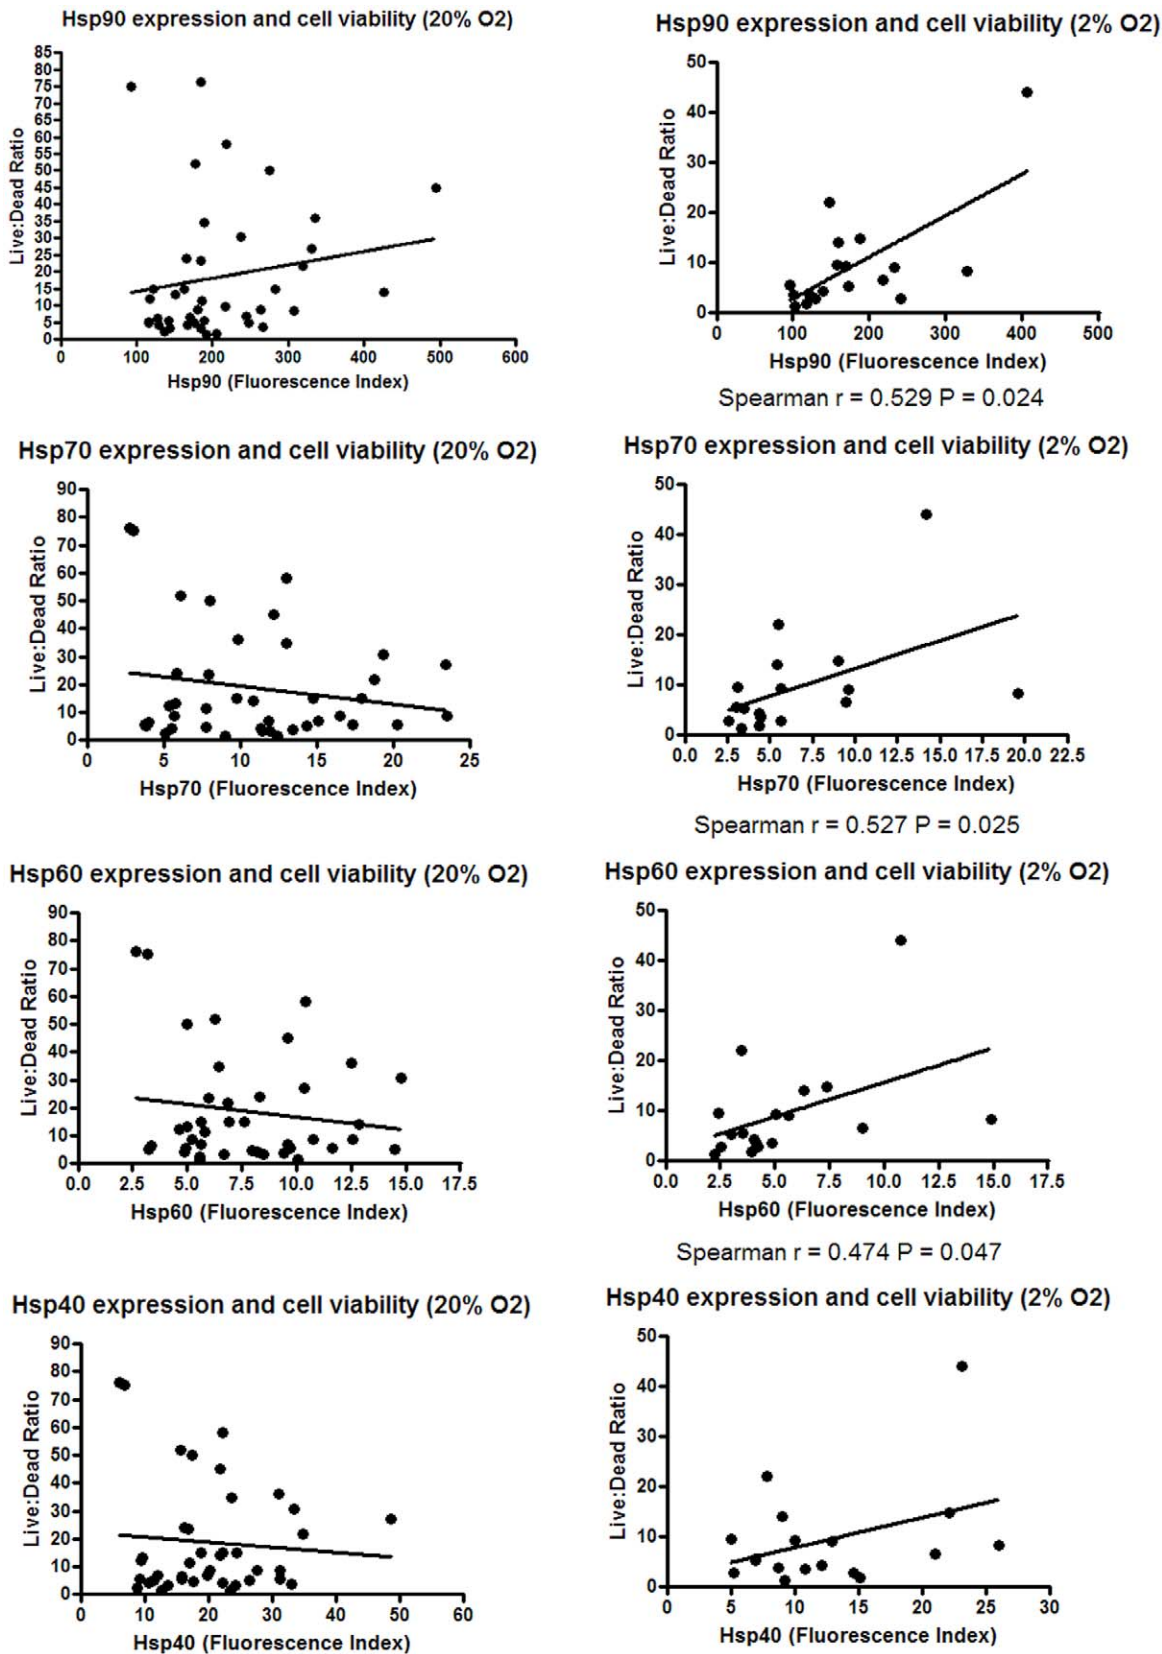 Hsp90 expression and cell viability (20% O2)
85
80
75
70
65
60
55
50
45
40
35
30
25
20
15
10
5
0
Live:Dead Ratio
0 100 200 300 400 500 600
Hsp90 (Fluorescence Index)
Hsp90 expression and cell viability (2% O2)
50
40
30
20
10
0
Live:Dead Ratio
0 100 200 300 400 500
Hsp90 (Fluorescence Index)
Spearman r = 0.529 P = 0.024
Hsp70 expression and cell viability (20% O2)
90
80
70
60
50
40
30
20
10
0
Live:Dead Ratio
0 5 10 15 20 25
Hsp70 (Fluorescence Index)
Hsp70 expression and cell viability (2% O2)
50
40
30
20
10
0
Live:Dead Ratio
0.0 2.5 5.0 7.5 10.0 12.5 15.0 17.5 20.0 22.5
Hsp70 (Fluorescence Index)
Spearman r = 0.527 P = 0.025
Hsp60 expression and cell viability (20% O2)
90
80
70
60
50
40
30
20
10
0
Live:Dead Ratio
0.0 2.5 5.0 7.5 10.0 12.5 15.0 17.5
Hsp60 (Fluorescence Index)
Hsp60 expression and cell viability (2% O2)
50
40
30
20
10
0
Live:Dead Ratio
0.0 2.5 5.0 7.5 10.0 12.5 15.0 17.5
Hsp60 (Fluorescence Index)
Spearman r = 0.474 P = 0.047
Hsp40 expression and cell viability (20% O2)
90
80
70
60
50
40
30
20
10
0
Live:Dead Ratio
0 10 20 30 40 50 60
Hsp40 (Fluorescence Index)
Hsp40 expression and cell viability (2% O2)
50
40
30
20
10
0
Live:Dead Ratio
0 5 10 15 20 25 30
Hsp40 (Fluorescence Index)